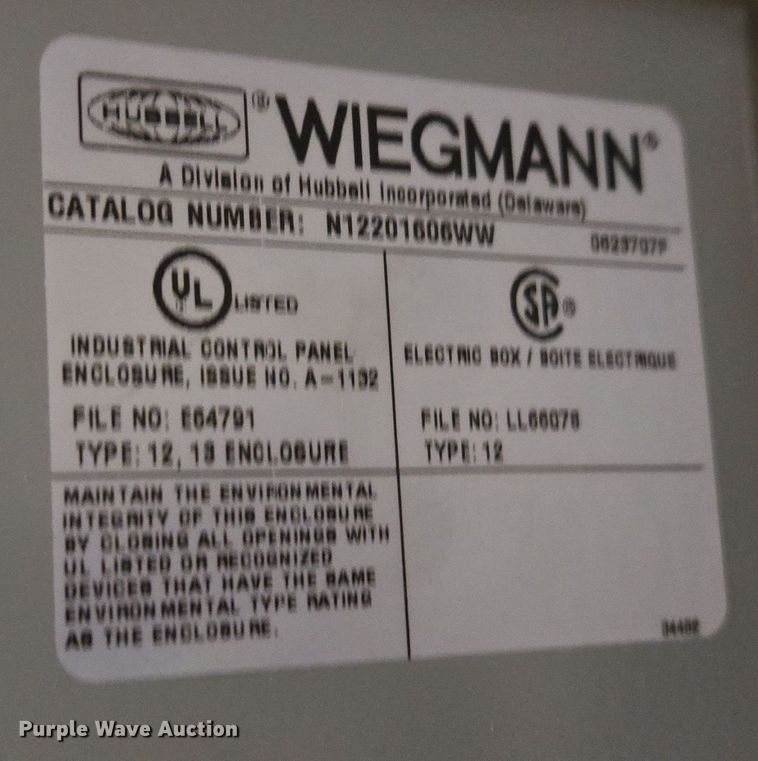 HUBBELL ® WIEGMANN®
A Division of Hubbell Incorporated (Delaware)
CATALOG NUMBER: N12201606WW
UL LISTED
INDUSTRIAL CONTROL PANEL
ENCLOSURE, ISSUE NO.
FILE NO: E64791
TYPE: 12, 13 ENCLOSURE
SA ®
ELECTRIC BOX / BOITE ELECTRIQUE
FILE NO:
TYPE: 12
MAINTAIN THE ENVIRONMENTAL
INTEGRITY OF THIS ENCLOSURE
BY CLOSING ALL OPENINGS WITH
UL LISTED OR RECOGNIZED
DEVICES THAT HAVE THE SAME
ENVIRONMENTAL TYPE RATING
AS THE ENCLOSURE.
Purple Wave Auction